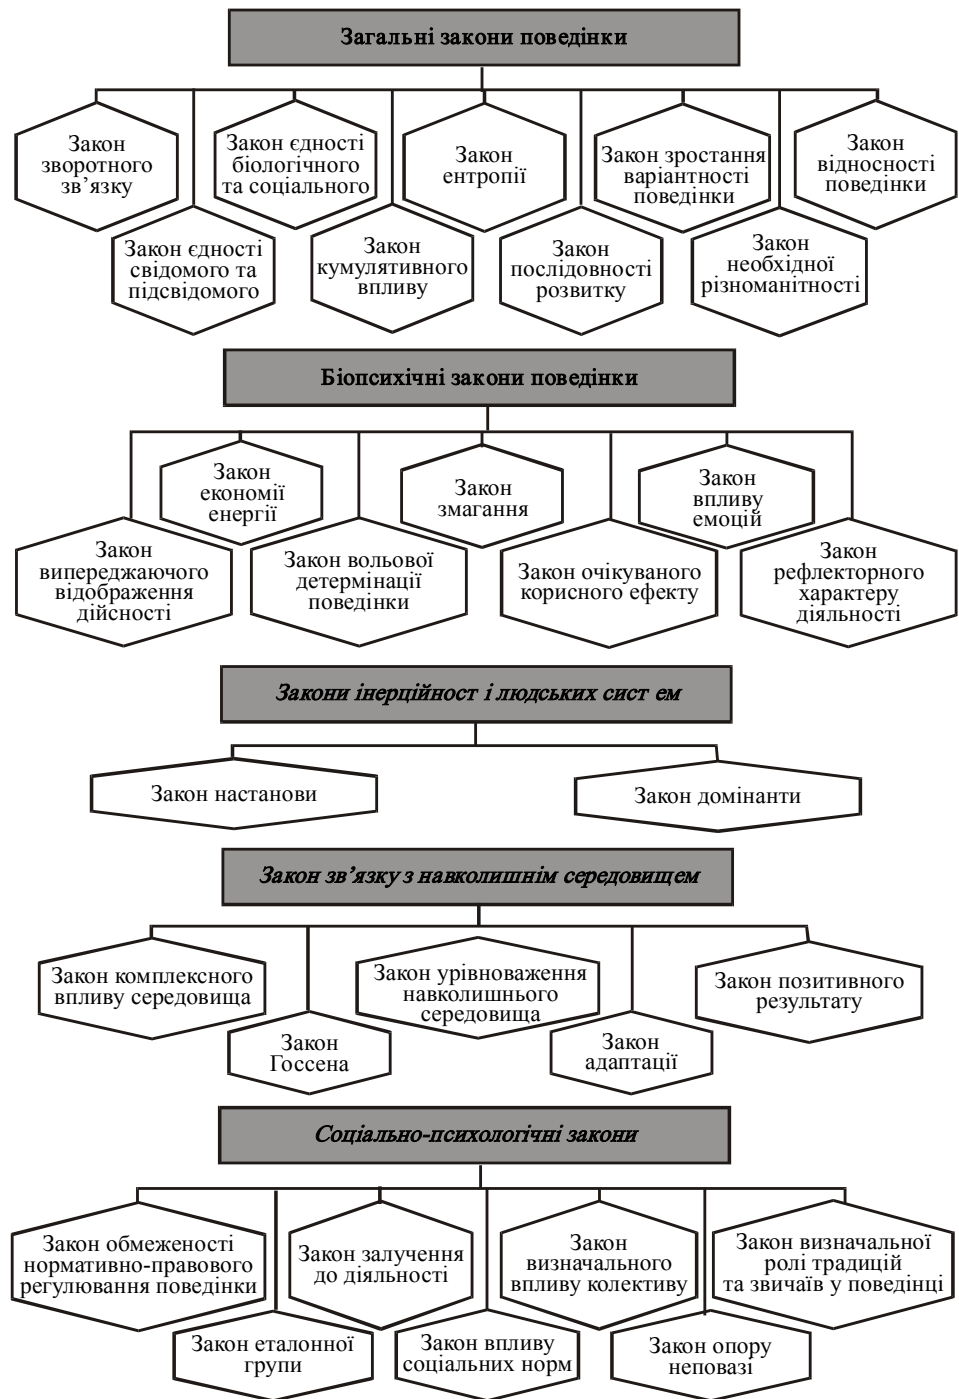 Загальні закони поведінки
Закон
зворотного
зв’язку
Закон єдності
біологічного
та соціального
Закон
ентропії
Закон зростання
варіантності
поведінки
Закон
відносності
поведінки
Закон єдності
свідомого та
підсвідомого
Закон
кумулятивного
впливу
Закон
послідовності
розвитку
Закон
необхідної
різноманітності
Біопсихічні закони поведінки
Закон
економії
енергії
Закон
змагання
Закон
впливу
емоцій
Закон
випереджаючого
відображення
дійсності
Закон вольової
детермінації
поведінки
Закон очікуваного
корисного ефекту
Закон
рефлекторного
характеру
діяльності
Закони інерційност і людських сист ем
Закон настанови
Закон домінанти
Закон зв’язку з навколишнім середовищем
Закон комплексного
впливу середовища
Закон урівноваження
навколишнього
середовища
Закон позитивного
результату
Закон
Госсена
Закон
адаптації
Соціально-психологічні закони
Закон обмеженості
нормативно-правового
регулювання поведінки
Закон залучення
до діяльності
Закон
визначального
впливу колективу
Закон визначальної
ролі традицій
та звичаїв у поведінці
Закон еталонної
групи
Закон впливу
соціальних норм
Закон опору
неповазі